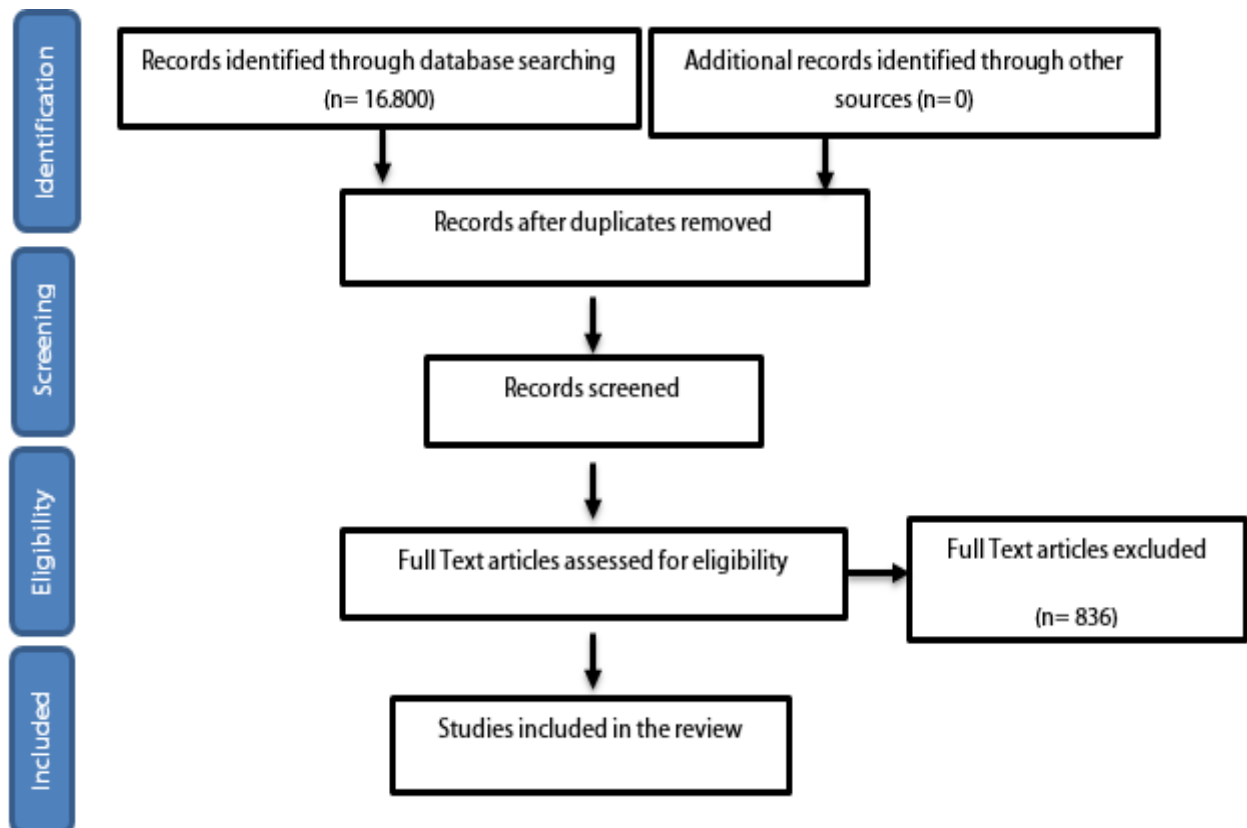 Identification
Records identified through database searching
(n= 16.800)
Additional records identified through other
sources (n= 0)
Records after duplicates removed
Screening
Records screened
Eligibility
Full Text articles assessed for eligibility
Full Text articles excluded
(n= 836)
Included
Studies included in the review